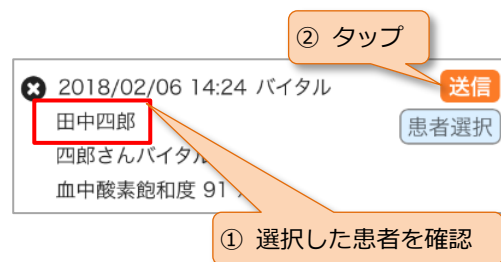 ② タップ
2018/02/06 14:24 バイタル
送信
田中四郎
患者選択
四郎さんバイタル
血中酸素飽和度 91
① 選択した患者を確認